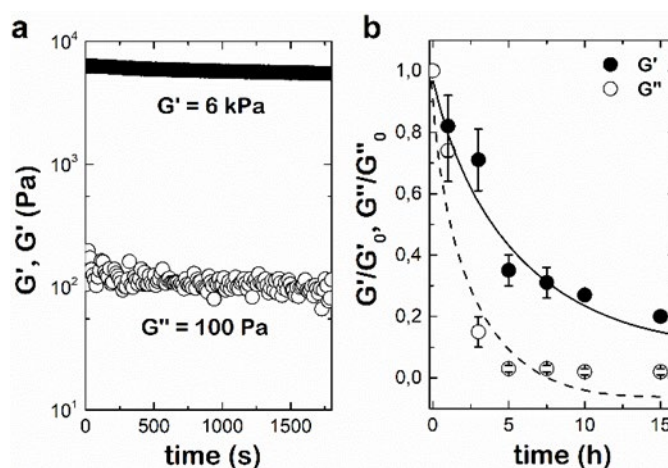 a
G', G' (Pa)
10⁴
10³
10²
10¹
G' = 6 kPa
G'' = 100 Pa
0 500 1000 1500
time (s)
b
G'/G'₀, G''/G''₀
1,0
0,8
0,6
0,4
0,2
0,0
G'
G''
0 5 10 15
time (h)